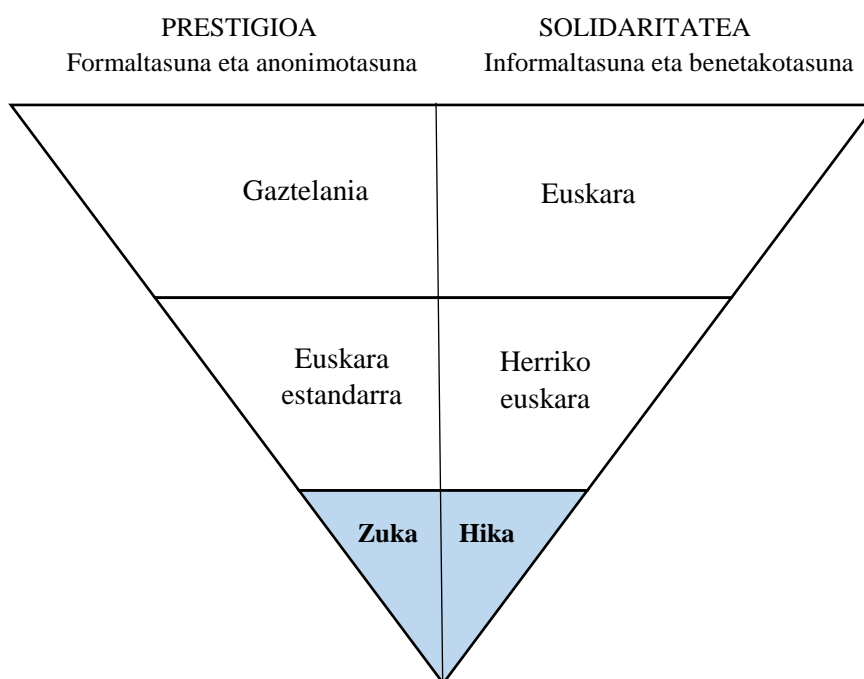 PRESTIGIOA
Formaltasuna eta anonimotasuna
SOLIDARITATEA
Informaltasuna eta benetakotasuna
Gaztelania
Euskara
Euskara
estandarra
Herriko
euskara
Zuka
Hika